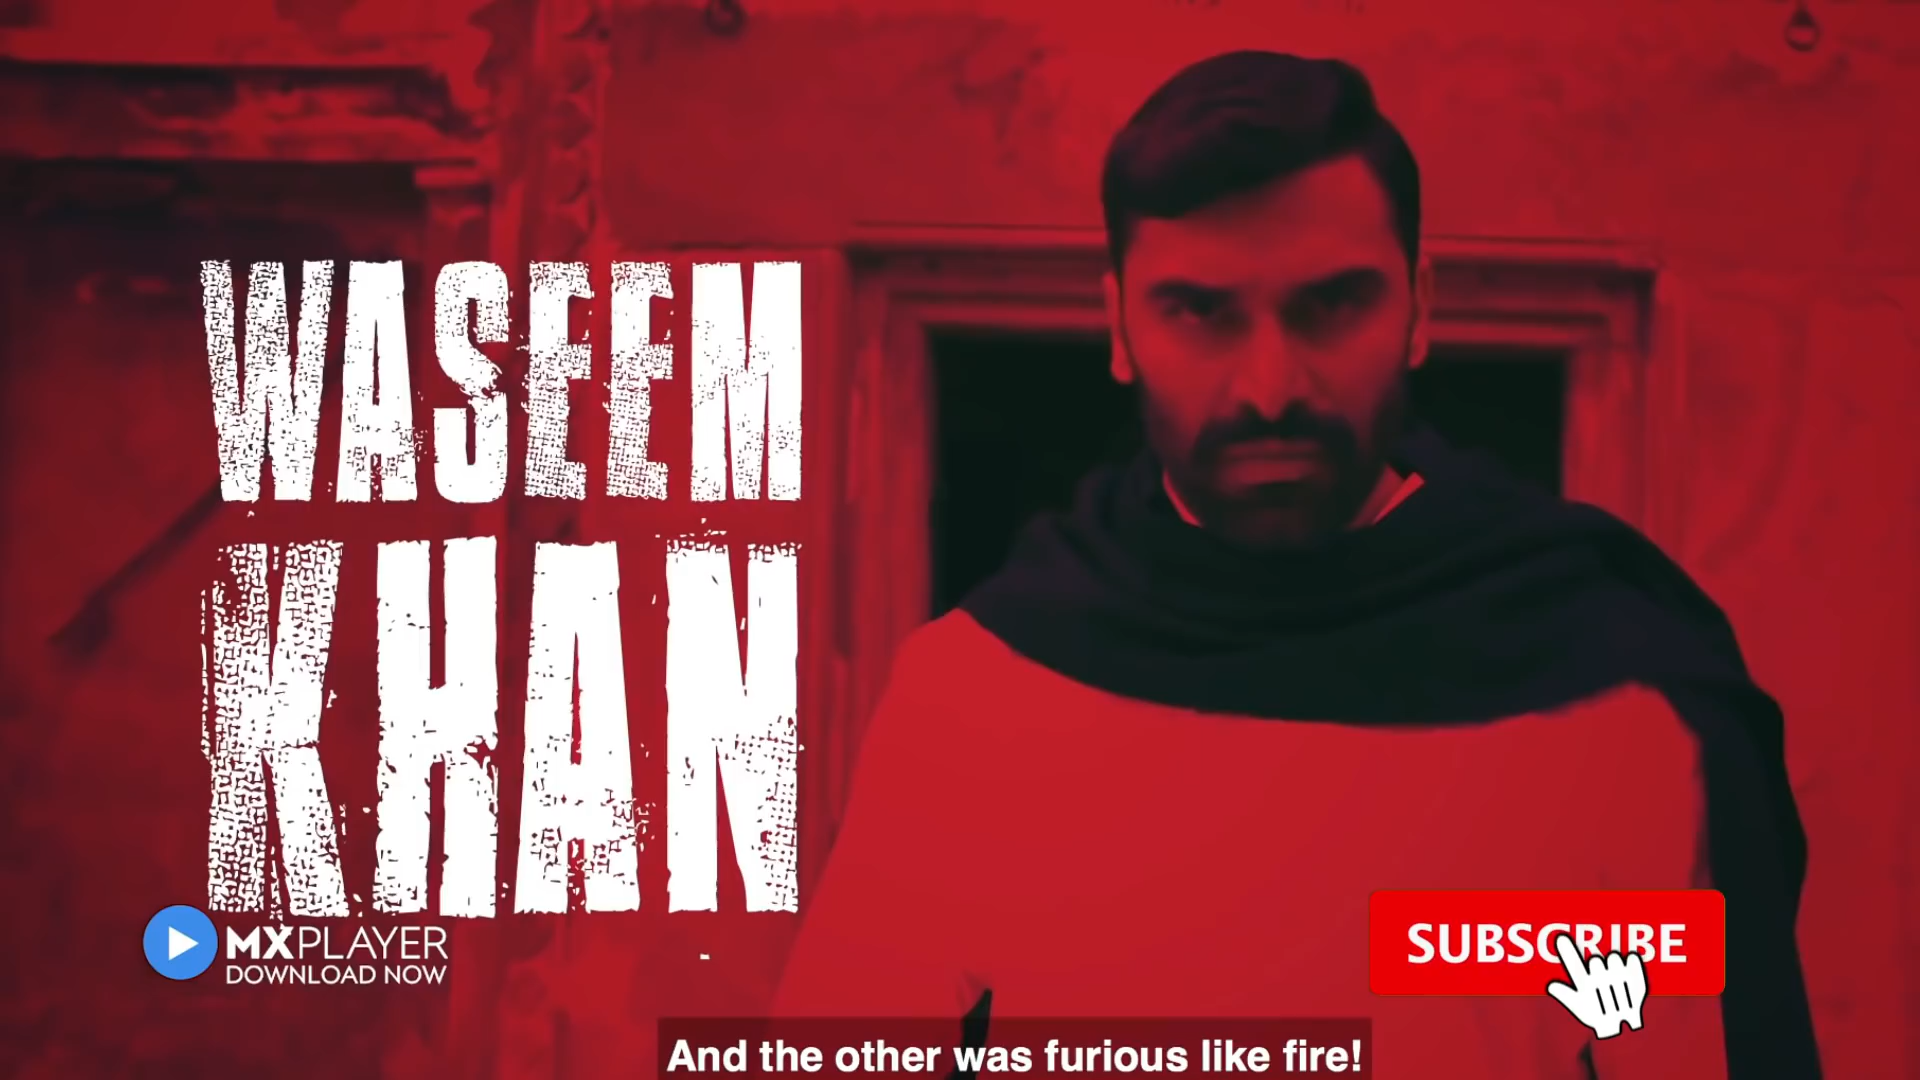 WASEEM
KHAN
MXPLAYER
DOWNLOAD NOW
SUBSCRIBE
And the other was furious like fire!